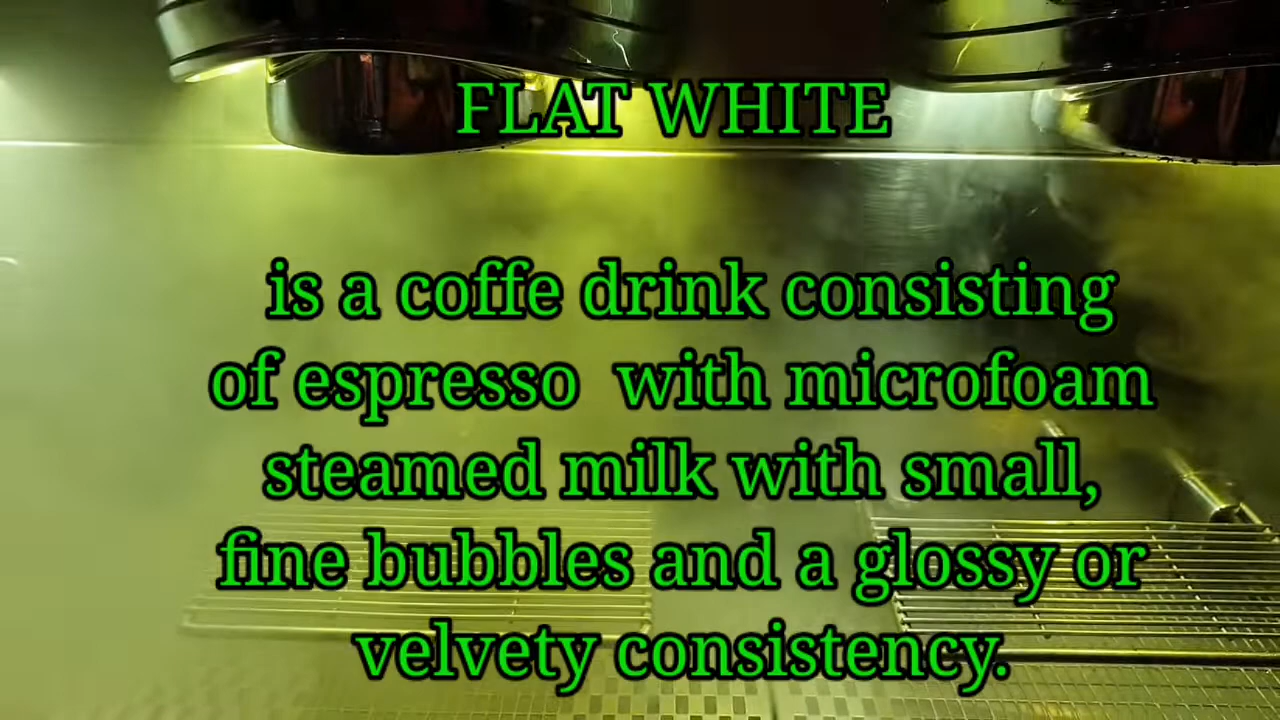 FLAT WHITE
is a coffe drink consisting
of espresso  with microfoam
steamed milk with small,
fine bubbles and a glossy or
velvety consistency.